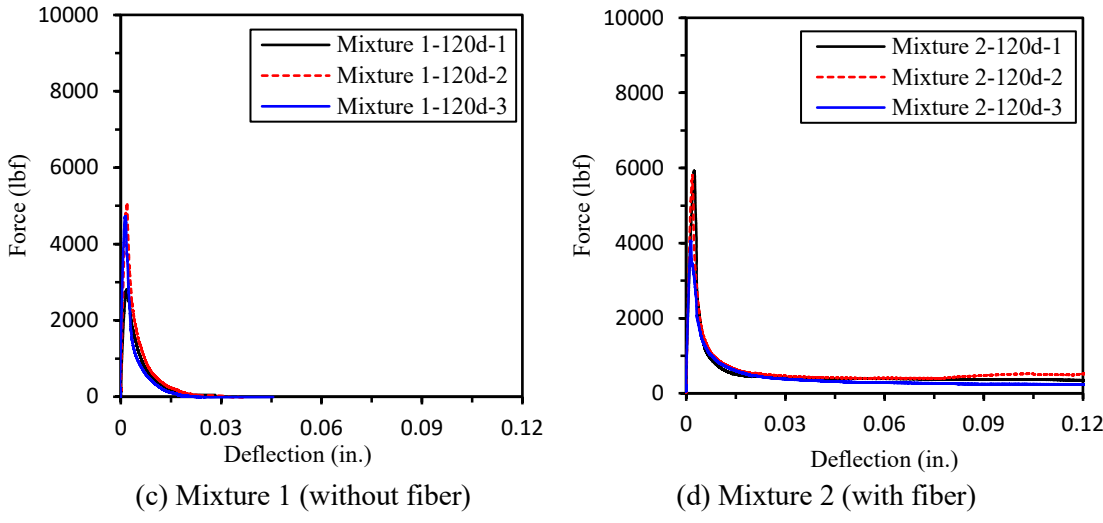 10000
8000
6000
4000
2000
0
Force (lbf)
Mixture 1-120d-1
Mixture 1-120d-2
Mixture 1-120d-3
0 0.03 0.06 0.09 0.12
Deflection (in.)
(c) Mixture 1 (without fiber)
10000
8000
6000
4000
2000
0
Force (lbf)
Mixture 2-120d-1
Mixture 2-120d-2
Mixture 2-120d-3
0 0.03 0.06 0.09 0.12
Deflection (in.)
(d) Mixture 2 (with fiber)